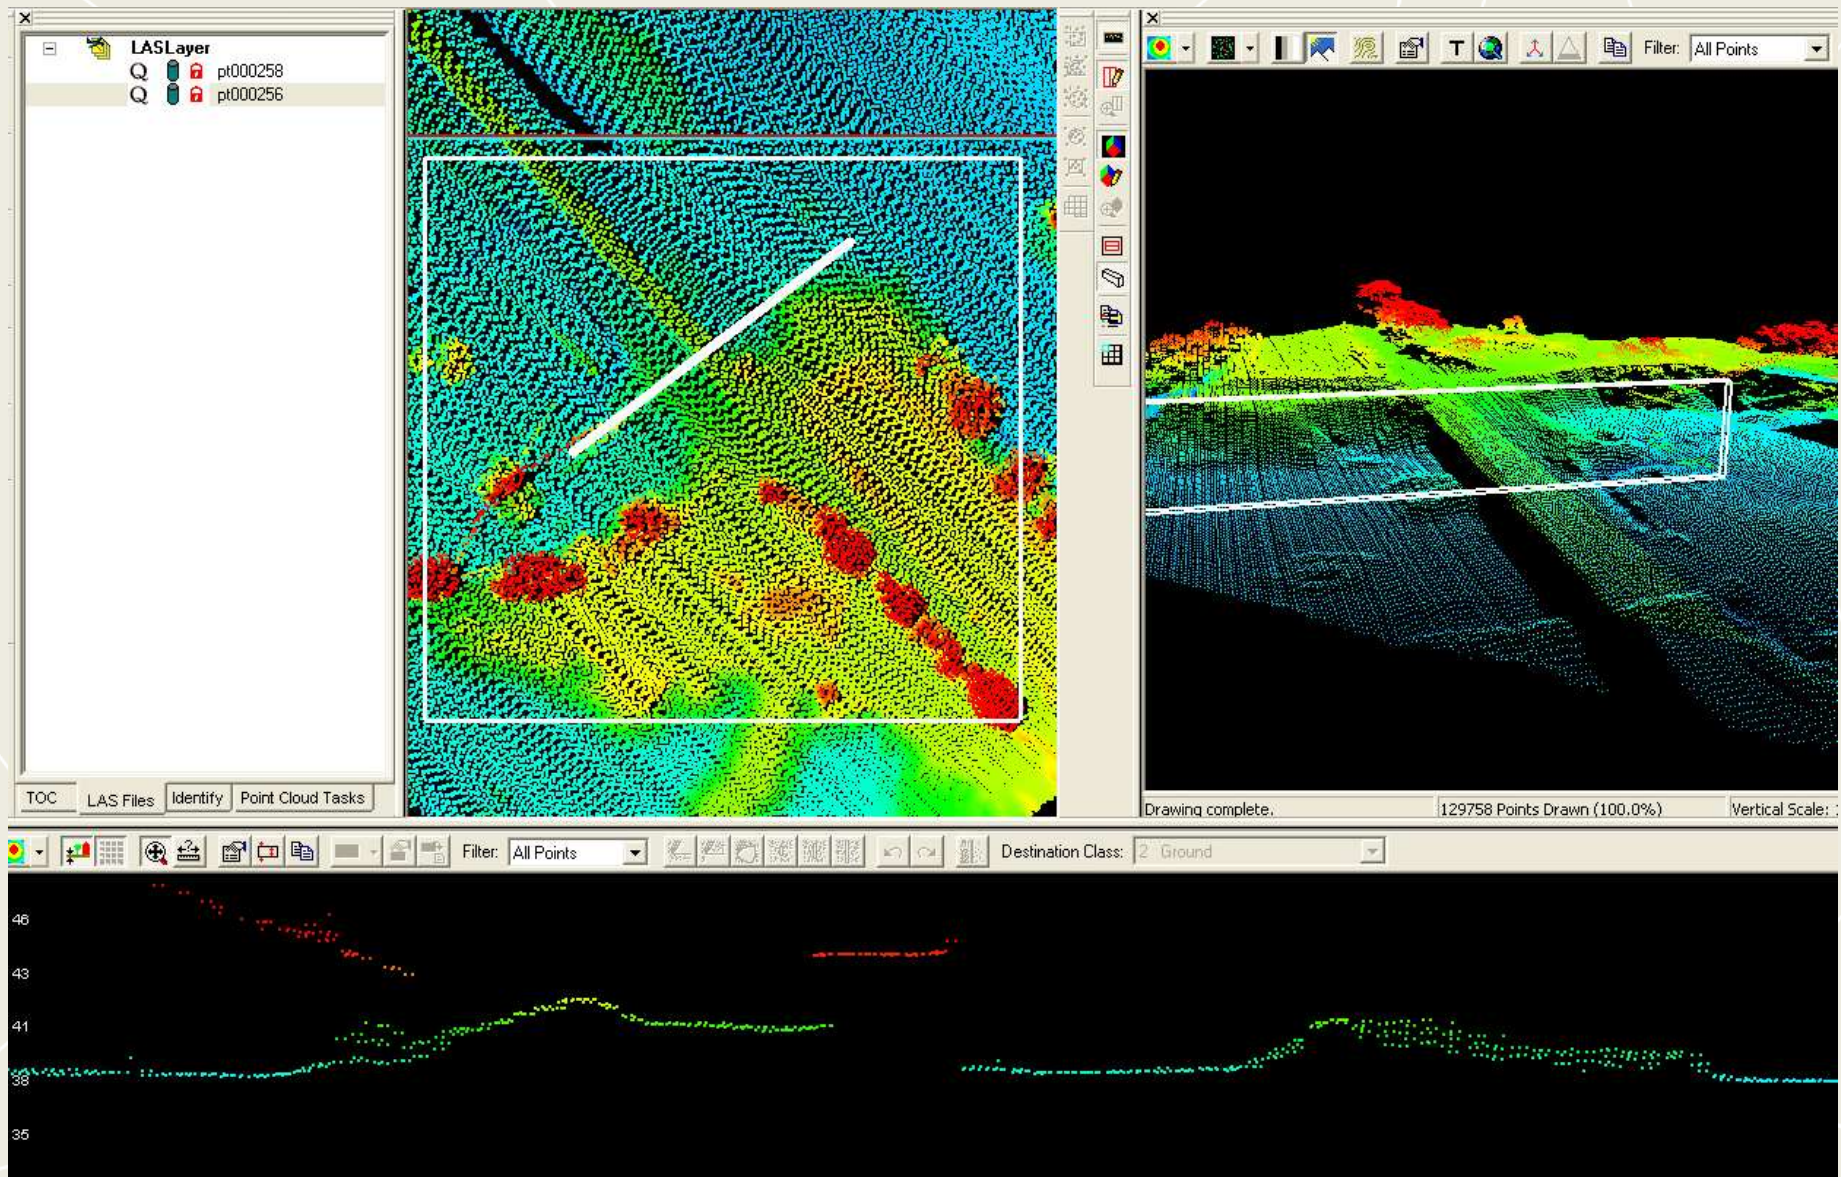 LASLayer
Q pt000258
Q pt000256
TOC LAS Files Identify Point Cloud Tasks
T Filter: All Points
Drawing complete. 129758 Points Drawn (100.0%) Vertical Scale:
Filter: All Points Destination Class: 2 Ground
46
43
41
38
35